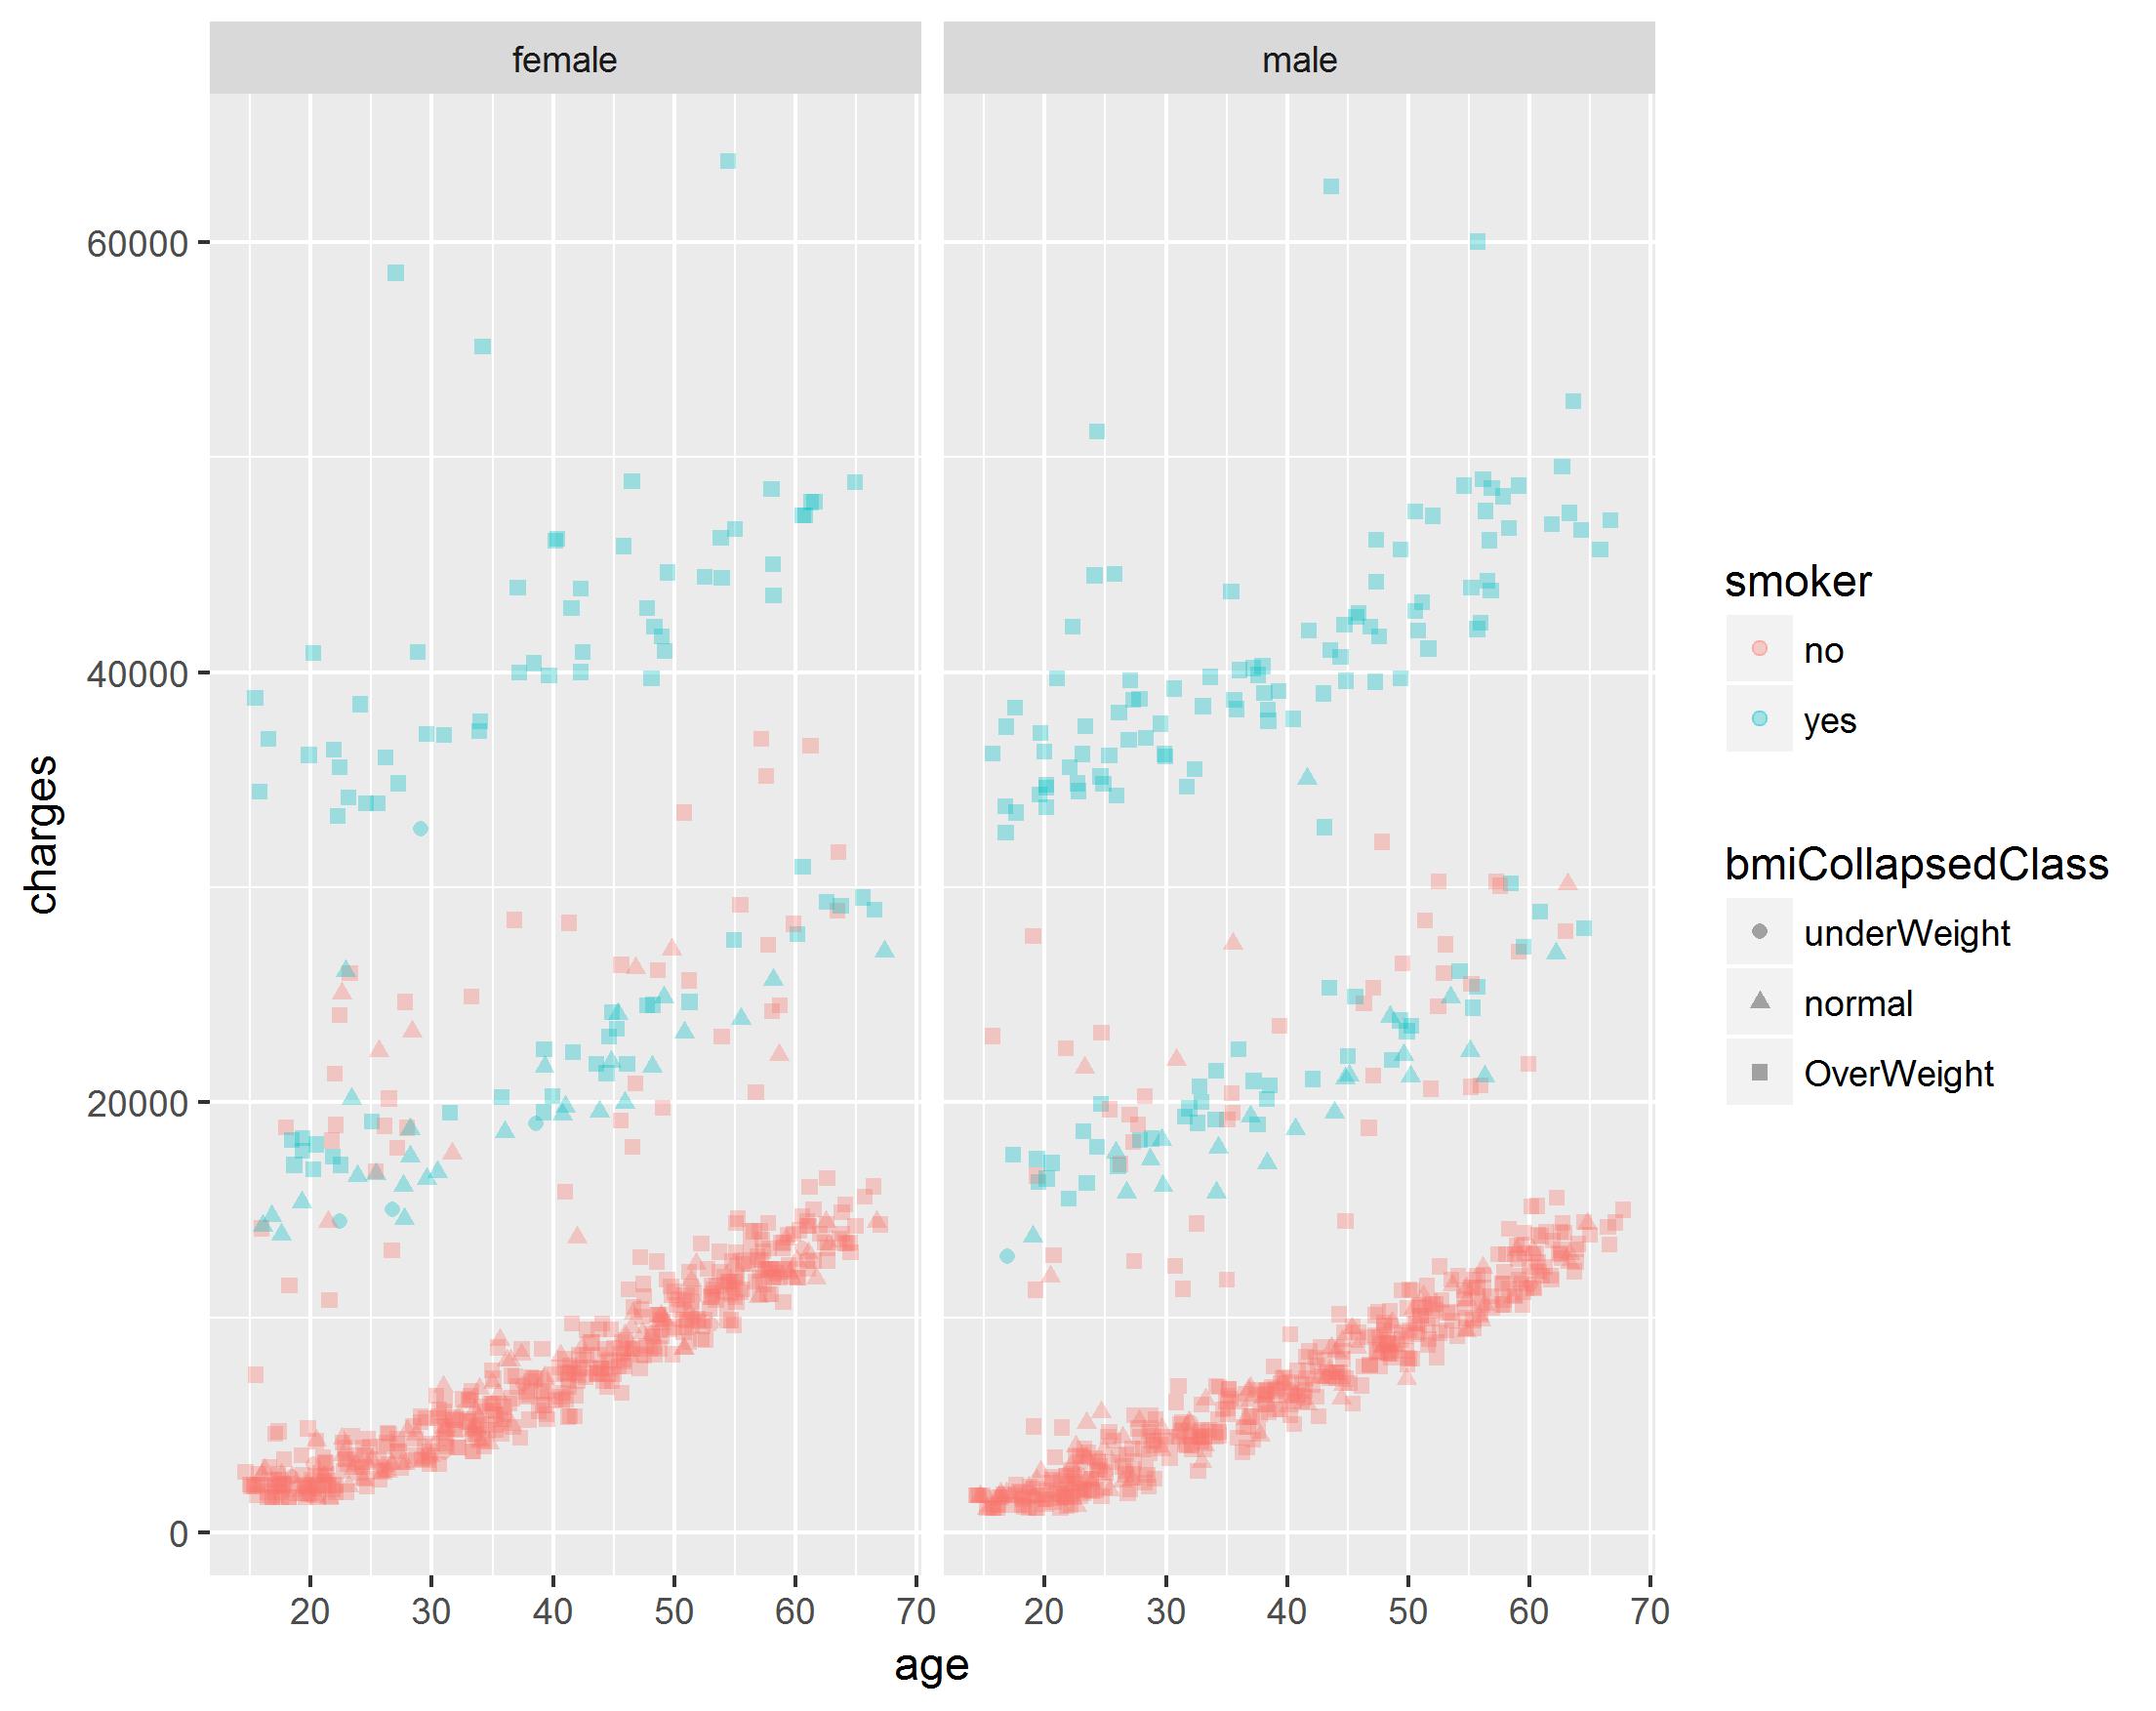 female
male
60000
40000
20000
0
charges
20 30 40 50 60 70
20 30 40 50 60 70
age
smoker
no
yes
bmiCollapsedClass
underWeight
normal
OverWeight